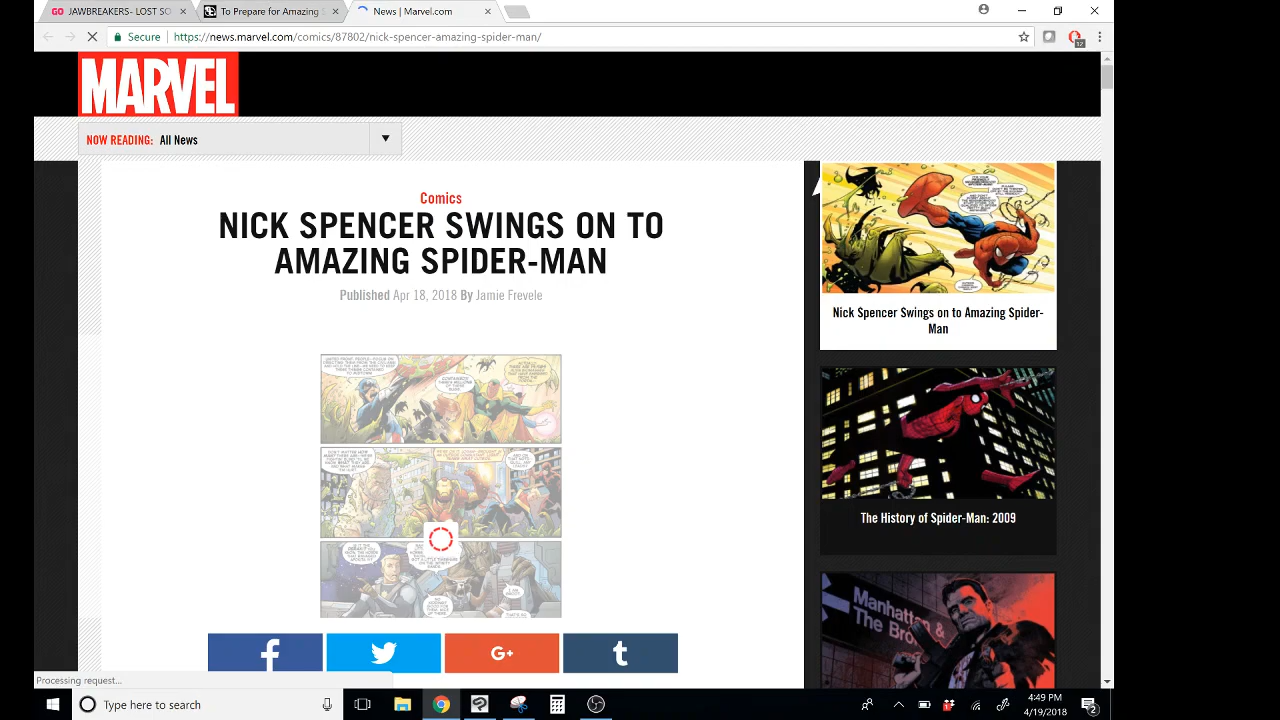 GO JAWBREAKERS- LOST SO
To Prepare for Amazing S
News | Marvel.com
Secure
https://news.marvel.com/comics/87802/nick-spencer-amazing-spider-man/
12
MARVEL
NOW READING: All News
Comics
NICK SPENCER SWINGS ON TO
AMAZING SPIDER-MAN
Published Apr 18, 2018 By Jamie Frevele
Nick Spencer Swings on to Amazing Spider-
Man
The History of Spider-Man: 2009
Manhattan &
The Bro
f
G+
t
Processing request...
Type here to search
4:49 PM
4/19/2018
2